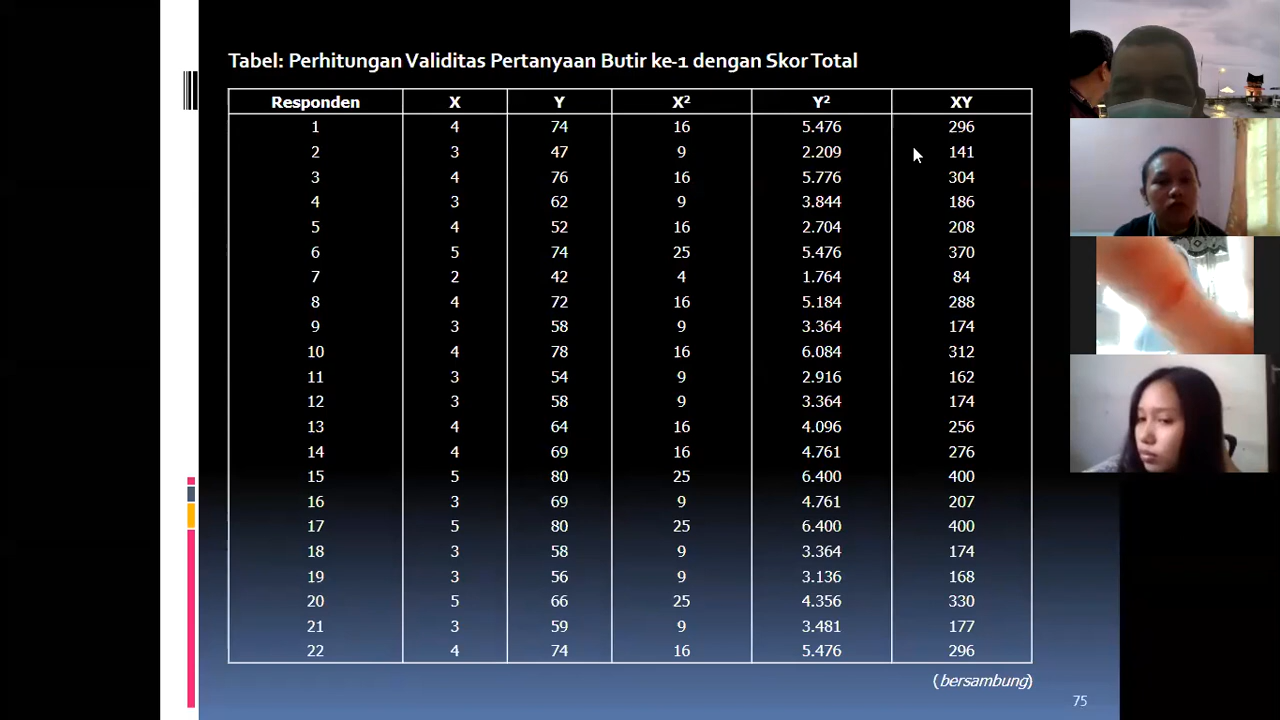 Tabel: Perhitungan Validitas Pertanyaan Butir ke-1 dengan Skor Total
Responden X Y X² Y² XY
1 4 74 16 5.476 296
2 3 47 9 2.209 141
3 4 76 16 5.776 304
4 3 62 9 3.844 186
5 4 52 16 2.704 208
6 5 74 25 5.476 370
7 2 42 4 1.764 84
8 4 72 16 5.184 288
9 3 58 9 3.364 174
10 4 78 16 6.084 312
11 3 54 9 2.916 162
12 3 58 9 3.364 174
13 4 64 16 4.096 256
14 4 69 16 4.761 276
15 5 80 25 6.400 400
16 3 69 9 4.761 207
17 5 80 25 6.400 400
18 3 58 9 3.364 174
19 3 56 9 3.136 168
20 5 66 25 4.356 330
21 3 59 9 3.481 177
22 4 74 16 5.476 296
(bersambung)
75